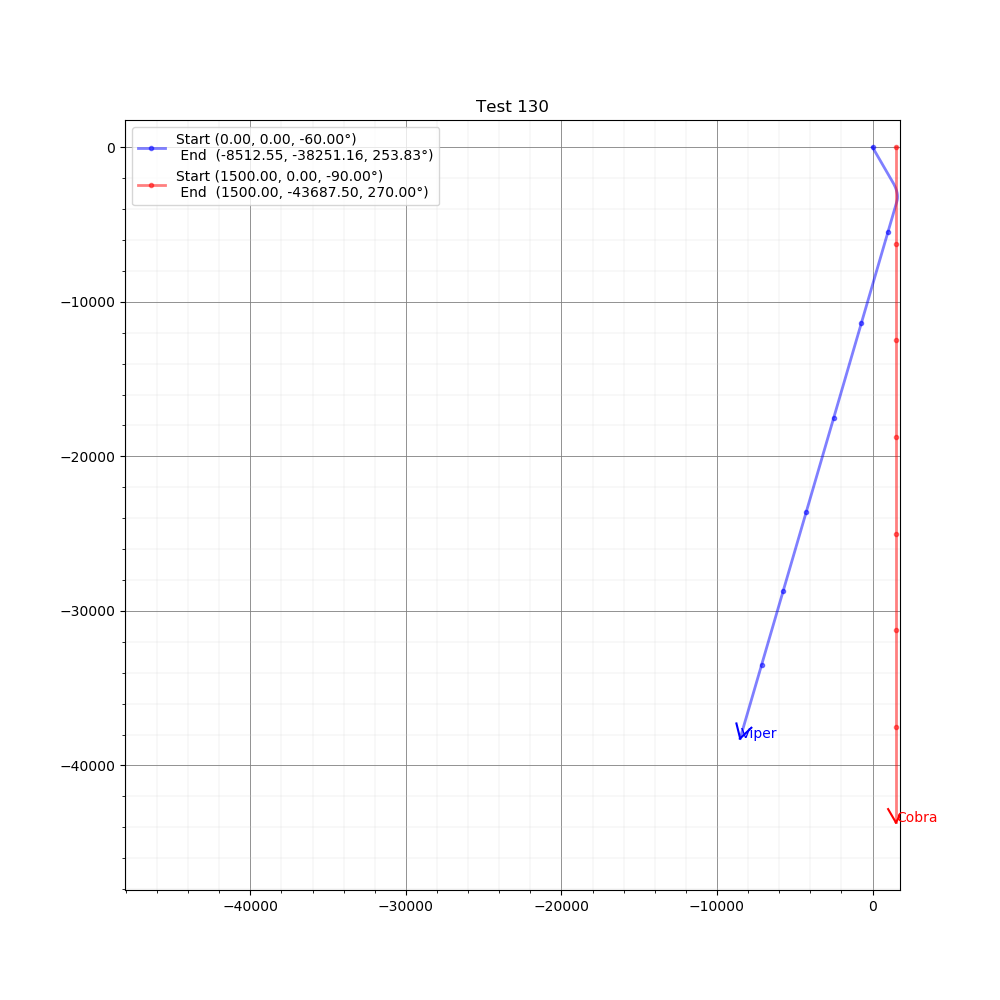 Test 130
Start (0.00, 0.00, -60.00°)
End  (-8512.55, -38251.16, 253.83°)
Start (1500.00, 0.00, -90.00°)
End  (1500.00, -43687.50, 270.00°)
0
−10000
−20000
−30000
−40000
Viper
Cobra
−40000
−30000
−20000
−10000
0